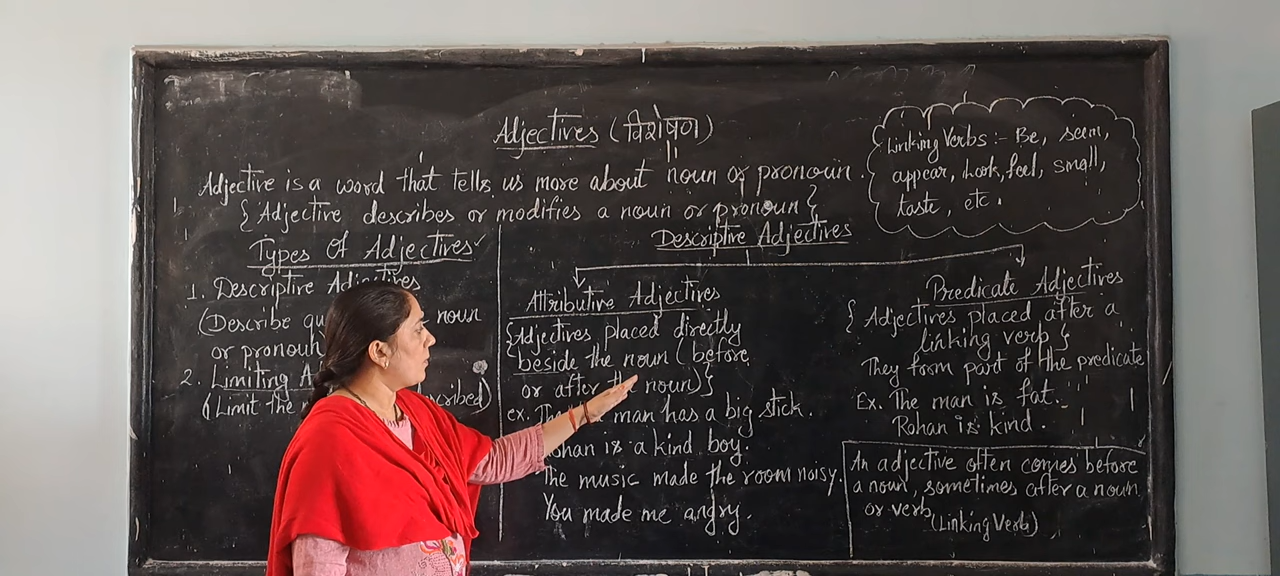 Adjectives (विशेषण)
Adjective is a word that tells us more about noun or pronoun.
{Adjective describes or modifies a noun or pronoun}
Linking Verbs :- Be, seem,
appear, look, feel, small,
taste, etc.
Types Of Adjectives
1. Descriptive Adjectives
(Describe noun
or pronoun
2. Limiting
(Limit the
Descriptive Adjectives
Attributive Adjectives
{Adjectives placed directly
beside the noun (before
or after the noun)}
ex. man has a big stick.
Rohan is a kind boy.
The music made the room noisy.
You made me angry.
Predicate Adjectives
{Adjectives placed after a
linking verb}
They form part of the predicate
Ex. The man is fat.
Rohan is kind.
An adjective often comes before
a noun, sometimes after a noun
or verb
(Linking Verb)